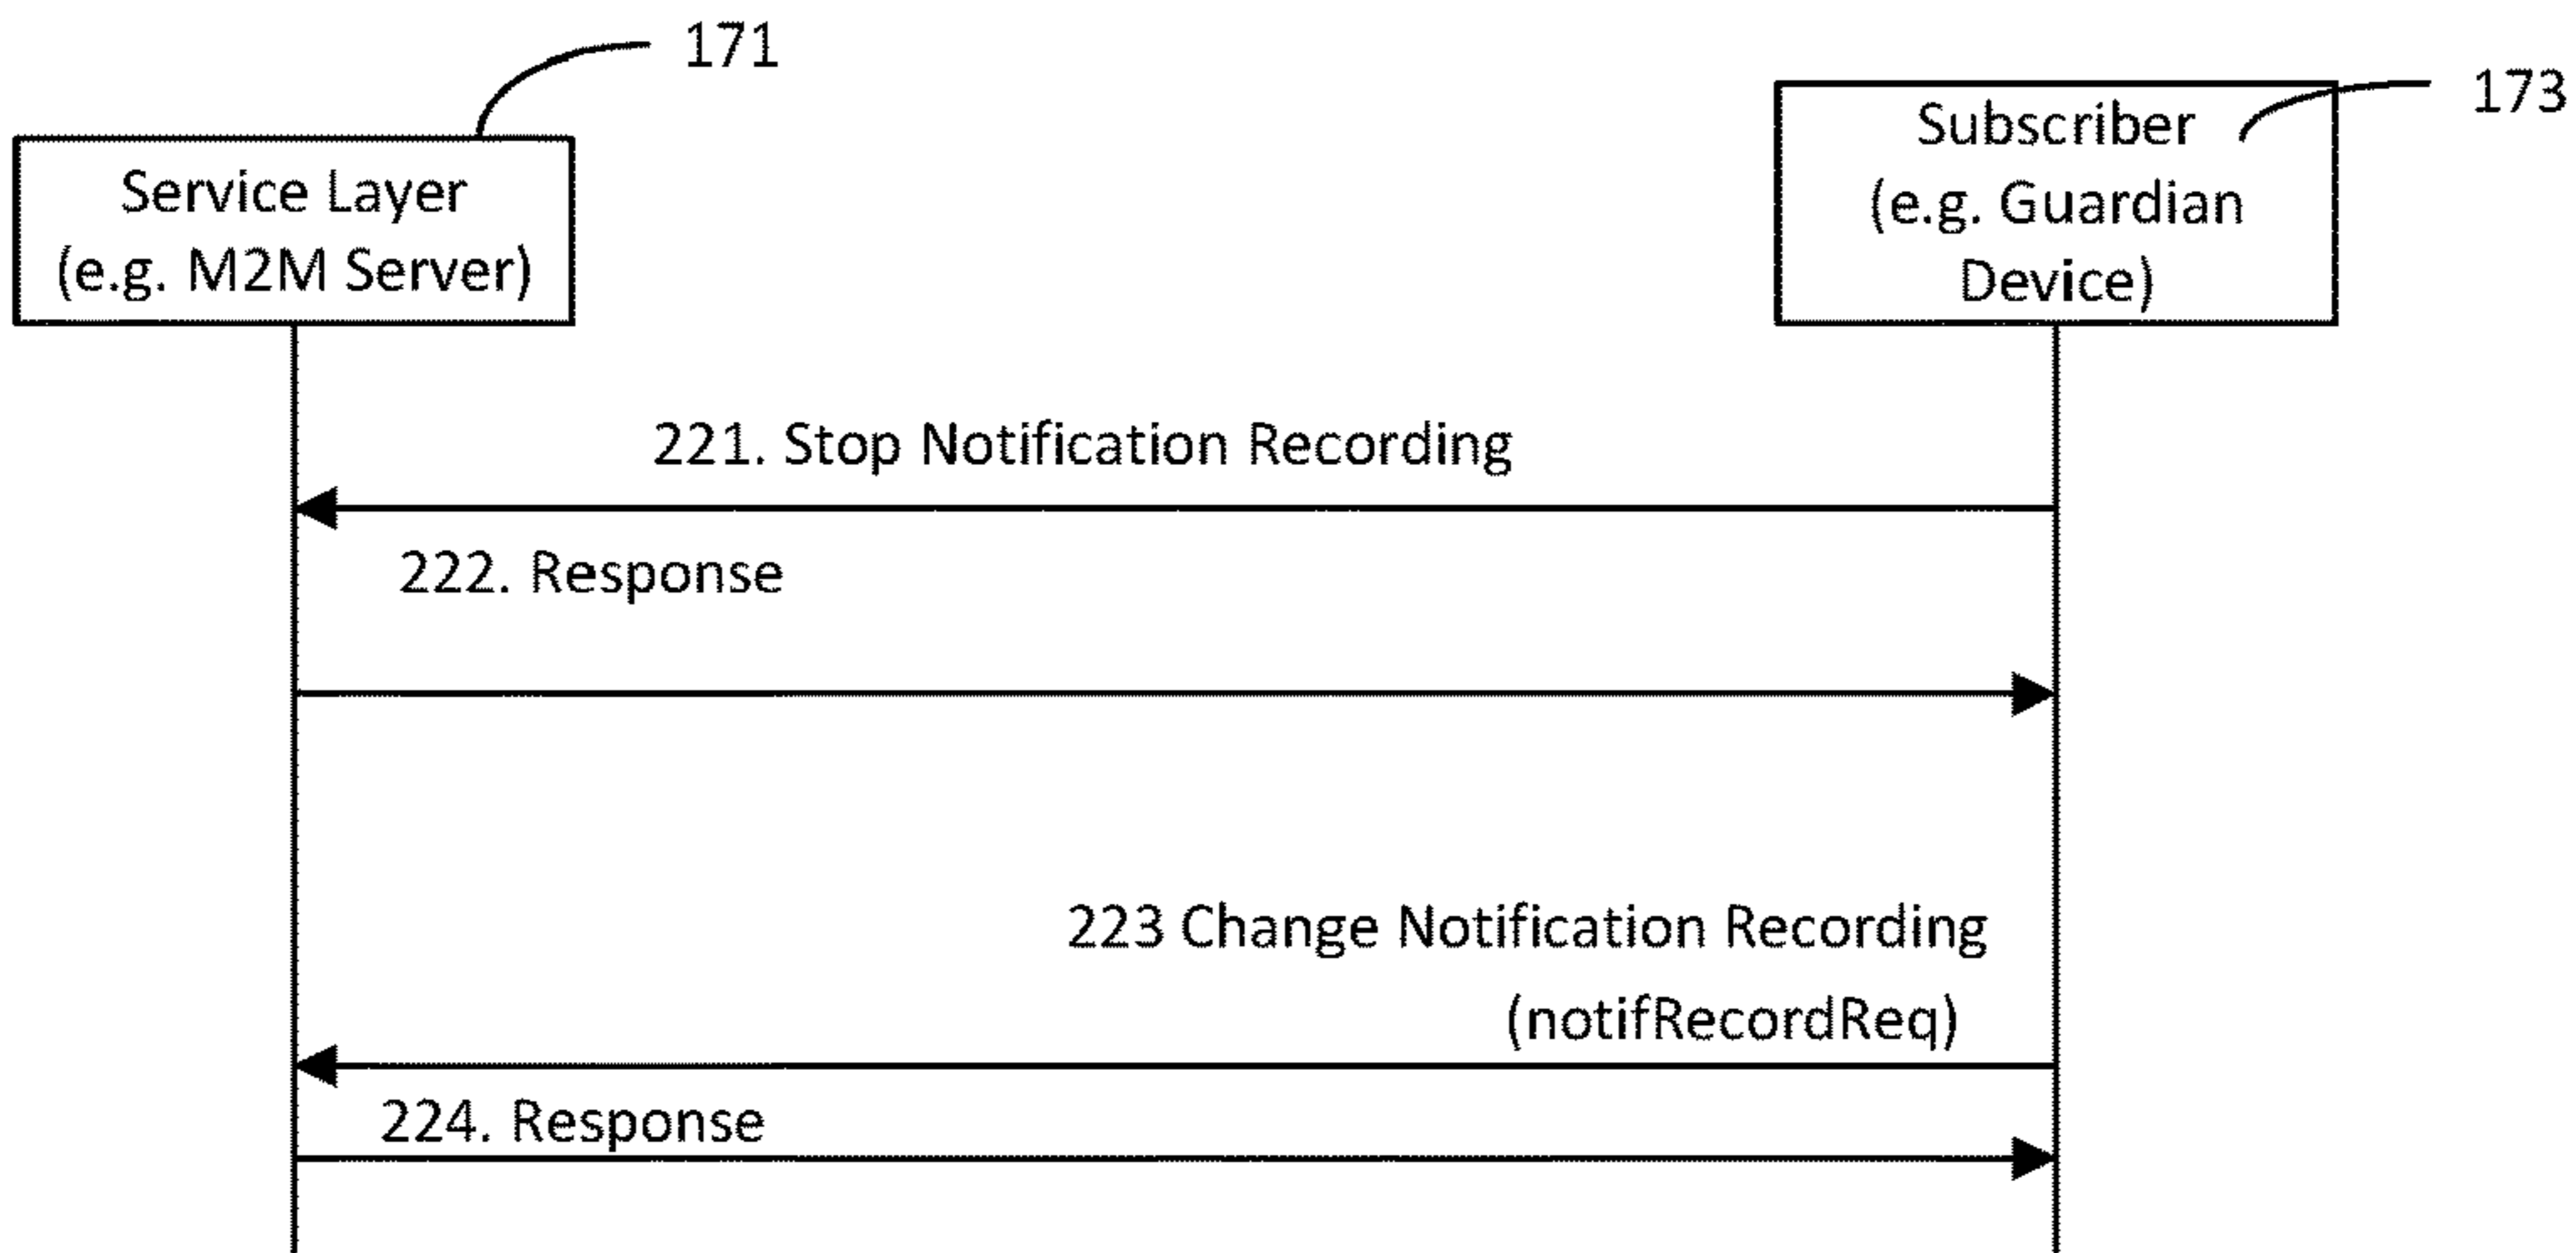 171
173
Service Layer
(e.g. M2M Server)
Subscriber
(e.g. Guardian
Device)
221. Stop Notification Recording
222. Response
223 Change Notification Recording
(notifRecordReq)
224. Response